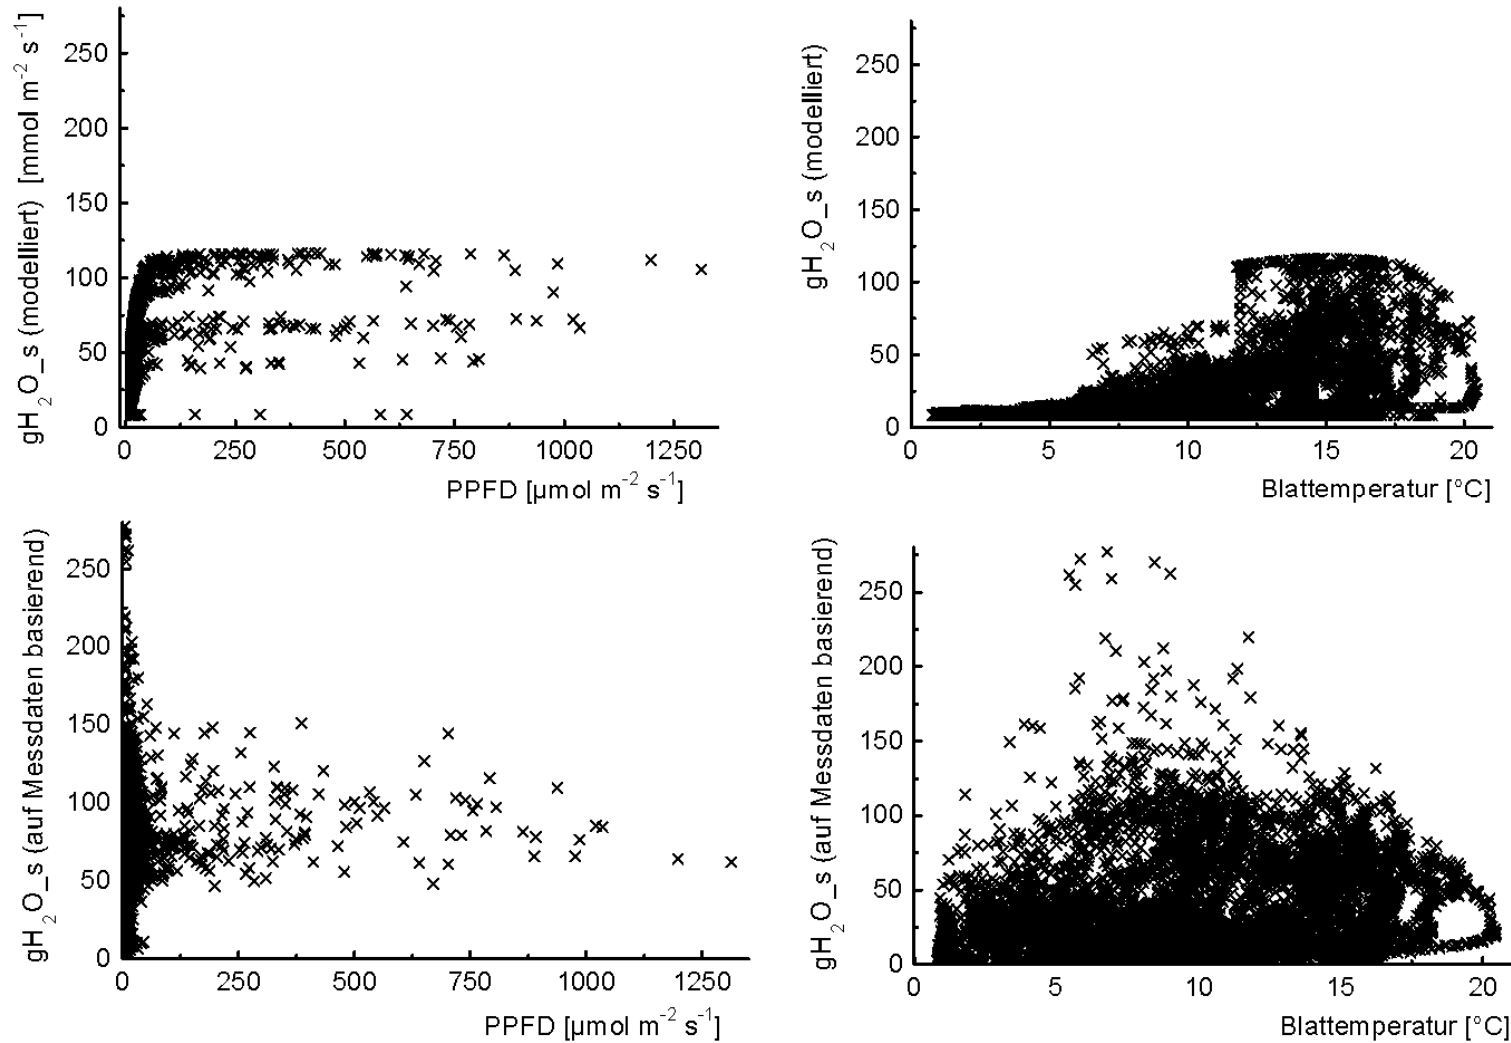 gH₂O_s (modelliert) [mmol m⁻² s⁻¹]
250
200
150
100
50
0
0 250 500 750 1000 1250
PPFD [µmol m⁻² s⁻¹]
gH₂O_s (modelliert)
250
200
150
100
50
0
0 5 10 15 20
Blattemperatur [°C]
gH₂O_s (auf Messdaten basierend)
250
200
150
100
50
0
0 250 500 750 1000 1250
PPFD [µmol m⁻² s⁻¹]
gH₂O_s (auf Messdaten basierend)
250
200
150
100
50
0
0 5 10 15 20
Blattemperatur [°C]